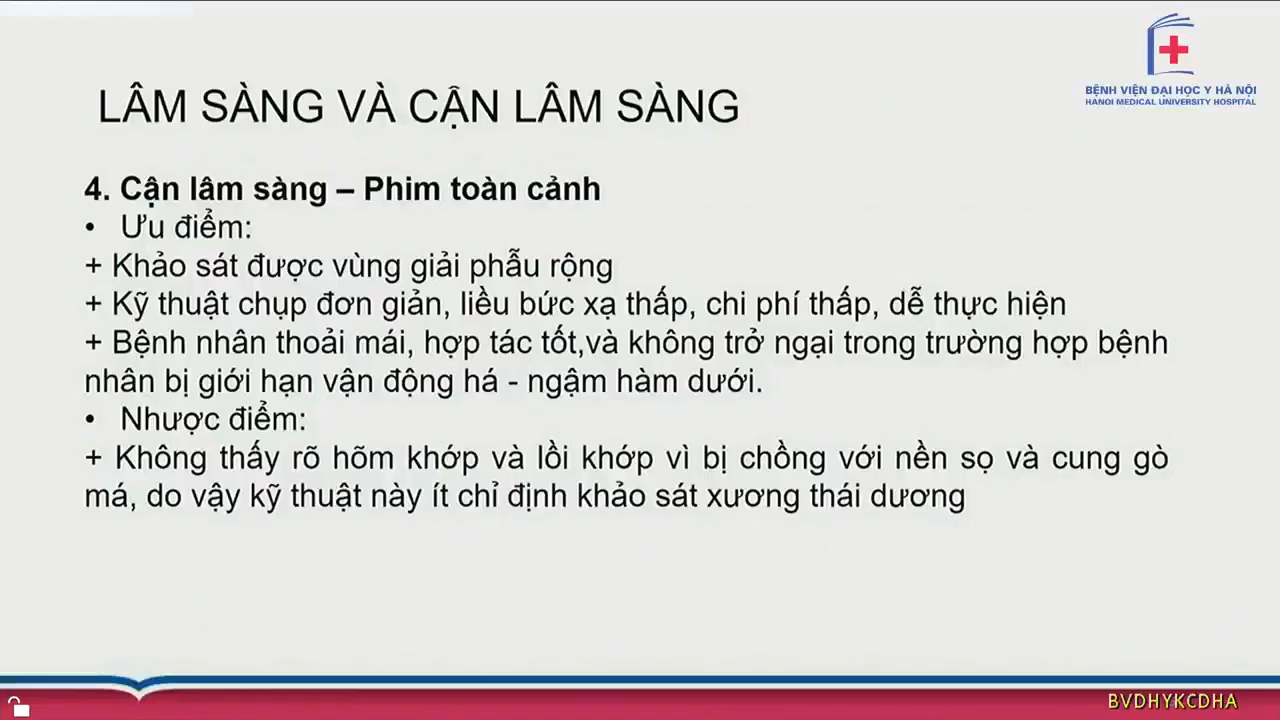 BỆNH VIỆN ĐẠI HỌC Y HÀ NỘI
HANOI MEDICAL UNIVERSITY HOSPITAL
LÂM SÀNG VÀ CẬN LÂM SÀNG
4. Cận lâm sàng – Phim toàn cảnh
• Ưu điểm:
+ Khảo sát được vùng giải phẫu rộng
+ Kỹ thuật chụp đơn giản, liều bức xạ thấp, chi phí thấp, dễ thực hiện
+ Bệnh nhân thoải mái, hợp tác tốt,và không trở ngại trong trường hợp bệnh
nhân bị giới hạn vận động há - ngậm hàm dưới.
• Nhược điểm:
+ Không thấy rõ hõm khớp và lồi khớp vì bị chồng với nền sọ và cung gò
má, do vậy kỹ thuật này ít chỉ định khảo sát xương thái dương
BVDHYKCDHA